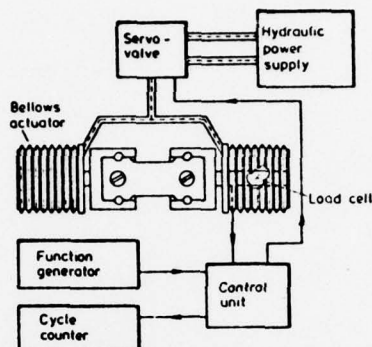 Servo-
valve
Hydraulic
power
supply
Bellows
actuator
Load cell
Function
generator
Control
unit
Cycle
counter